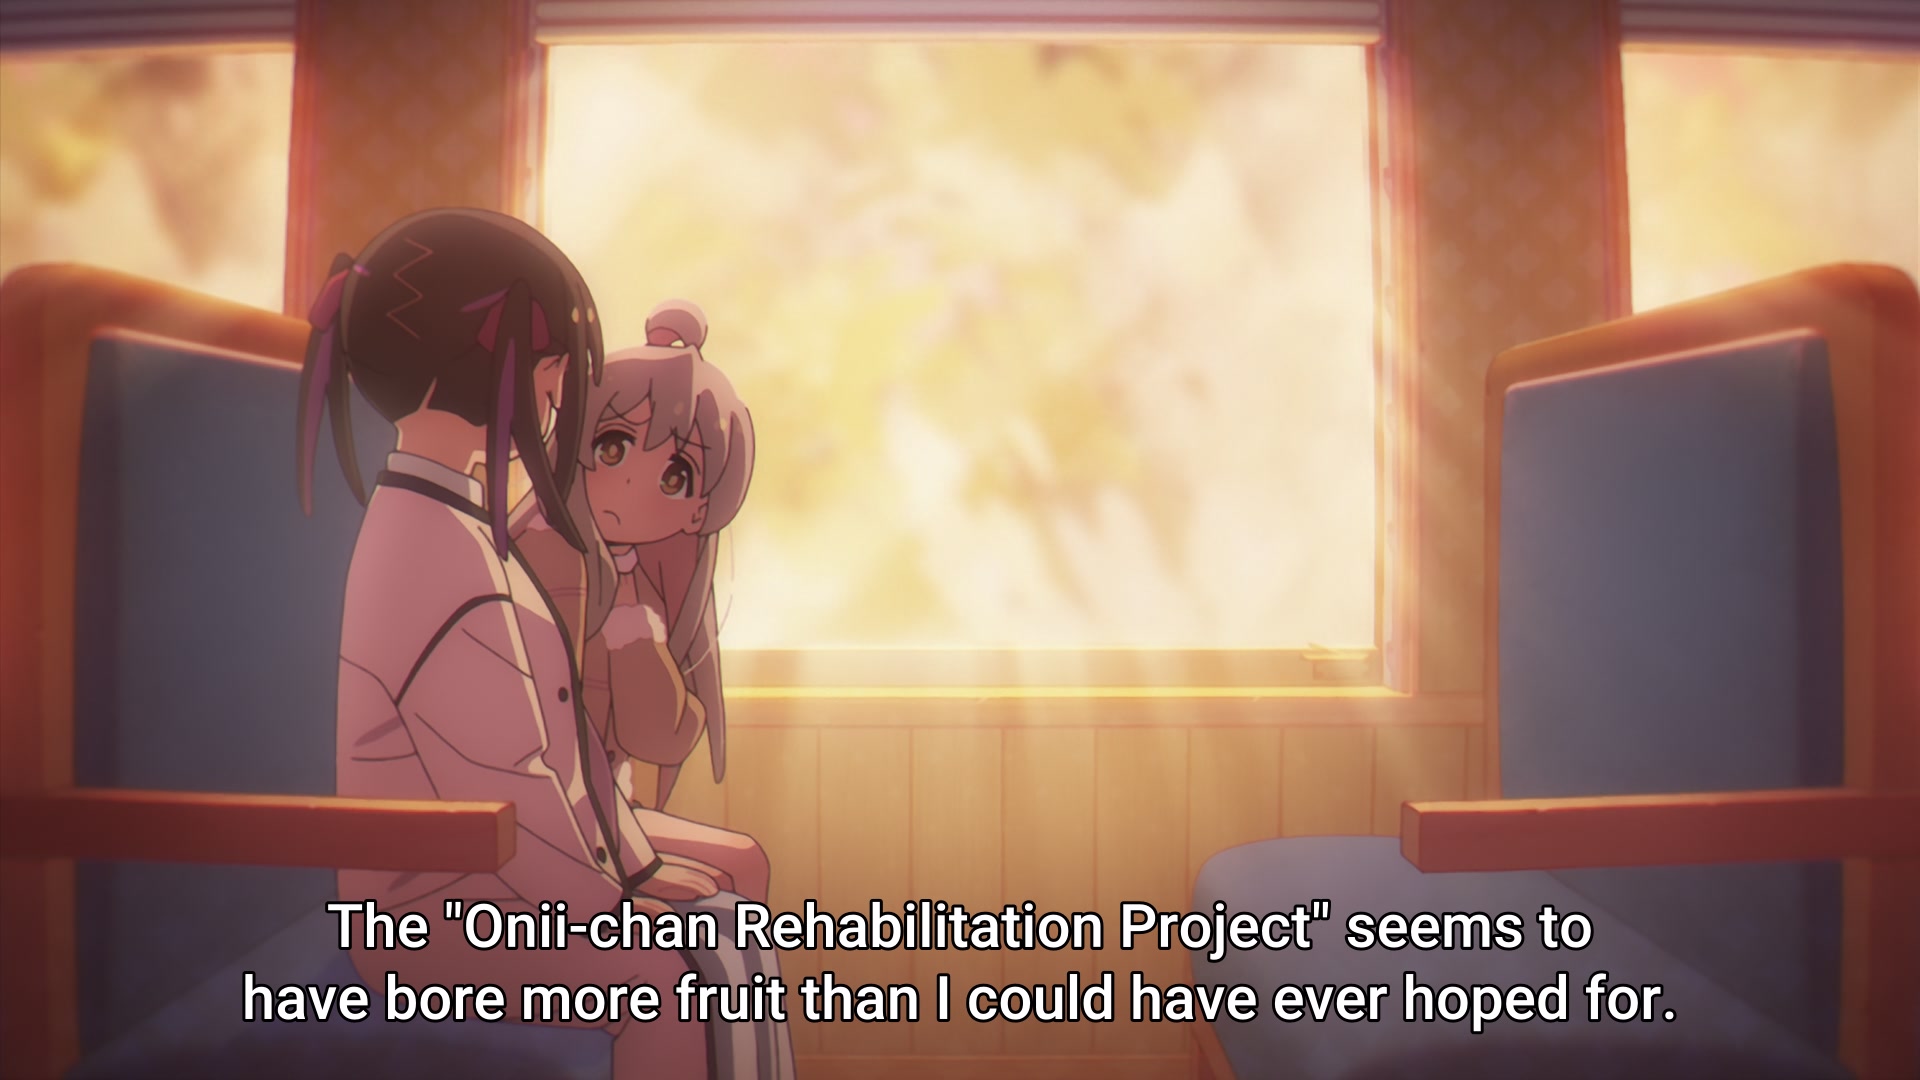 The "Onii-chan Rehabilitation Project" seems to
have bore more fruit than I could have ever hoped for.